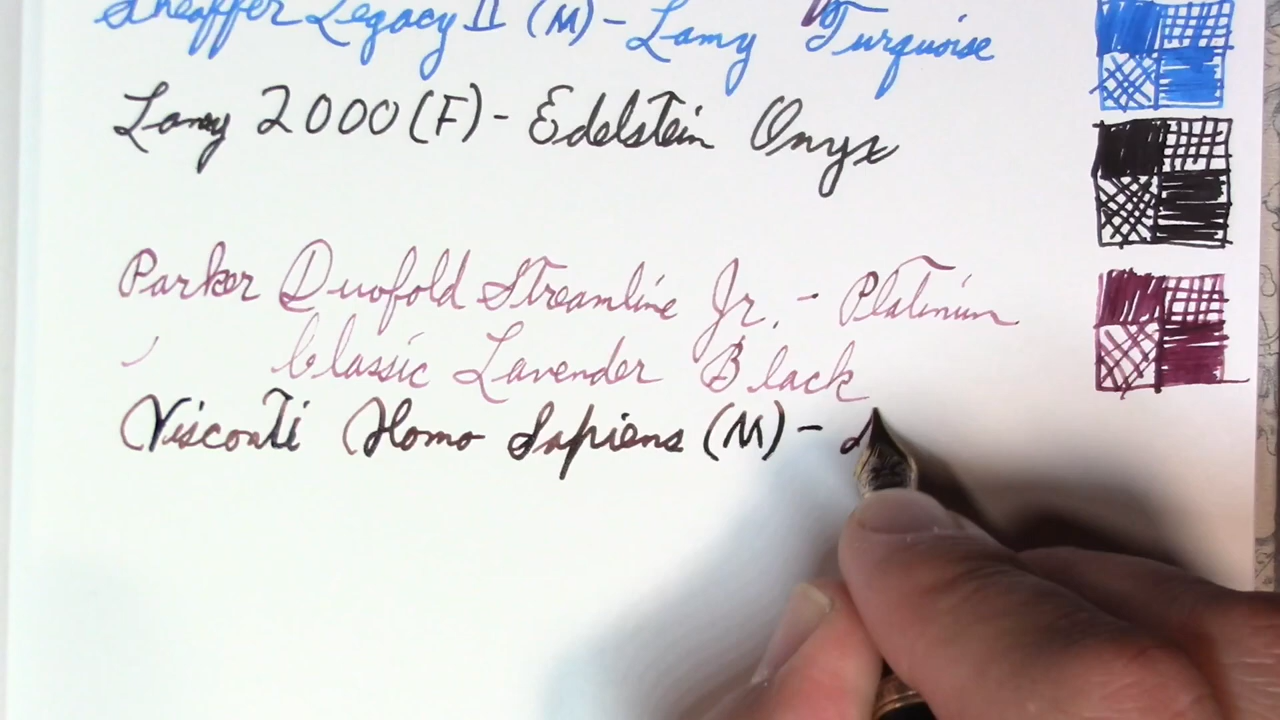 Sheaffer Legacy II (M) - Lamy Turquoise
Lamy 2000 (F) - Edelstein Onyx
Parker Duofold Streamline Jr. - Platinum
Classic Lavender Black
Visconti Homo Sapiens (M) -